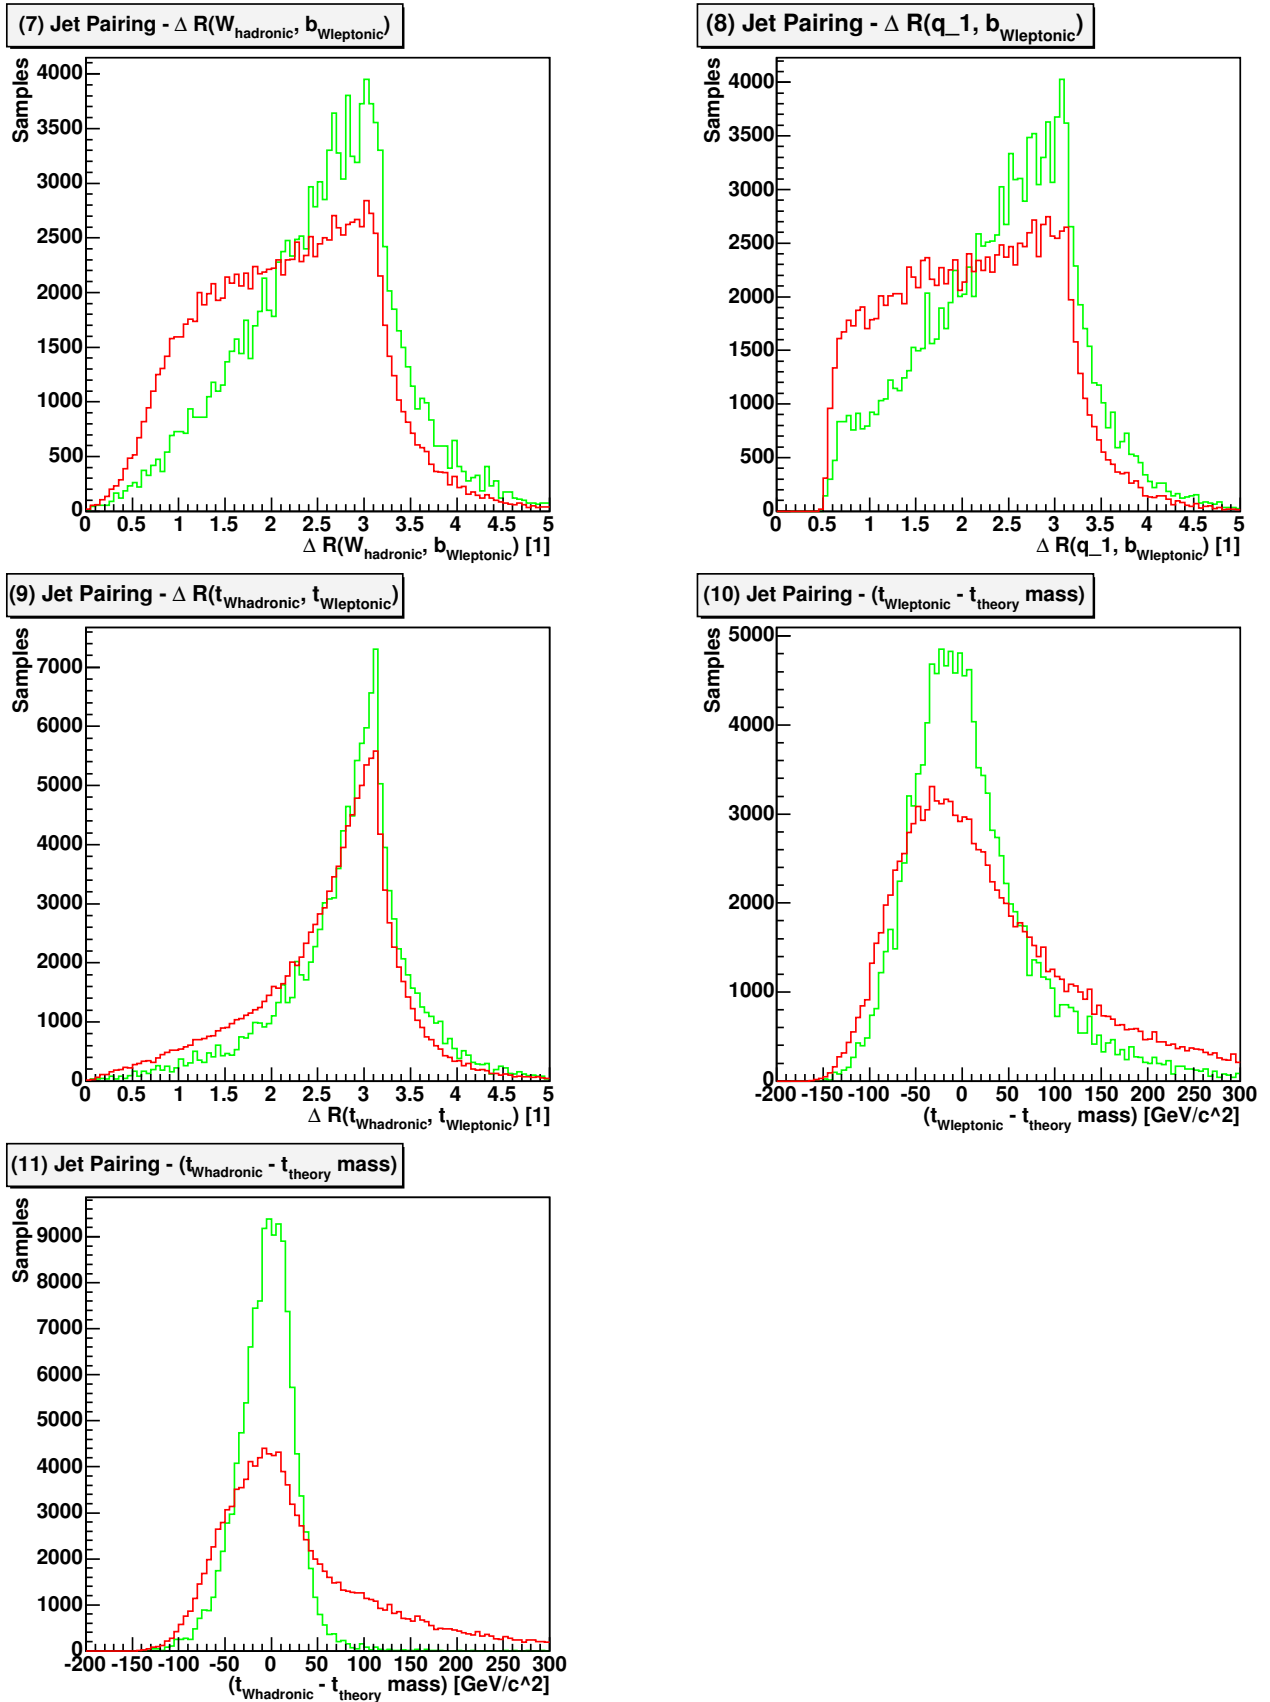 (7) Jet Pairing - Δ R(W_hadronic, b_Wleptonic)
Samples
4000
3500
3000
2500
2000
1500
1000
500
0
0 0.5 1 1.5 2 2.5 3 3.5 4 4.5 5
Δ R(W_hadronic, b_Wleptonic) [1]
(8) Jet Pairing - Δ R(q_1, b_Wleptonic)
Samples
4000
3500
3000
2500
2000
1500
1000
500
0
0 0.5 1 1.5 2 2.5 3 3.5 4 4.5 5
Δ R(q_1, b_Wleptonic) [1]
(9) Jet Pairing - Δ R(t_Whadronic, t_Wleptonic)
Samples
7000
6000
5000
4000
3000
2000
1000
0
0 0.5 1 1.5 2 2.5 3 3.5 4 4.5 5
Δ R(t_Whadronic, t_Wleptonic) [1]
(10) Jet Pairing - (t_Wleptonic - t_theory mass)
Samples
5000
4000
3000
2000
1000
0
-200 -150 -100 -50 0 50 100 150 200 250 300
(t_Wleptonic - t_theory mass) [GeV/c^2]
(11) Jet Pairing - (t_Whadronic - t_theory mass)
Samples
9000
8000
7000
6000
5000
4000
3000
2000
1000
0
-200 -150 -100 -50 0 50 100 150 200 250 300
(t_Whadronic - t_theory mass) [GeV/c^2]